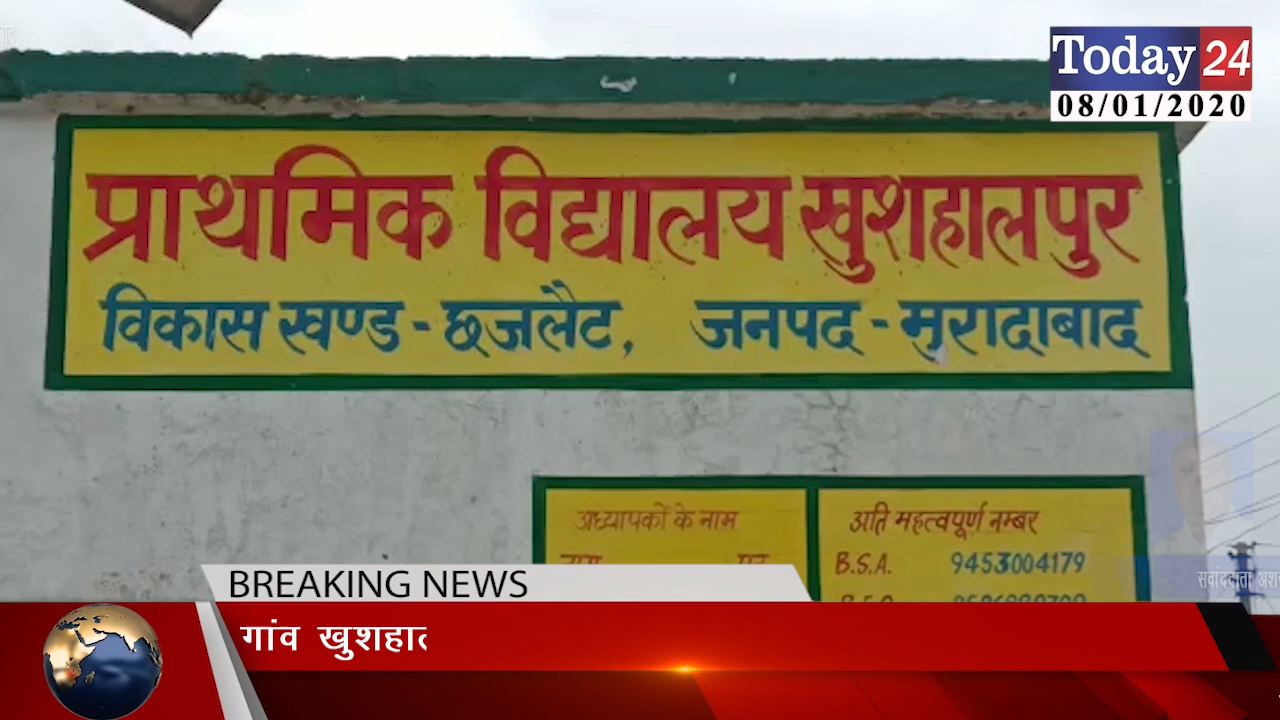 Today 24
08/01/2020
प्राथमिक विद्यालय खुशहालपुर
विकास खण्ड - छजलैट, जनपद - मुरादाबाद
अध्यापकों के नाम
अति महत्वपूर्ण नम्बर
B.S.A. 9453004179
संवाददाता
BREAKING NEWS
गांव खुशहाल